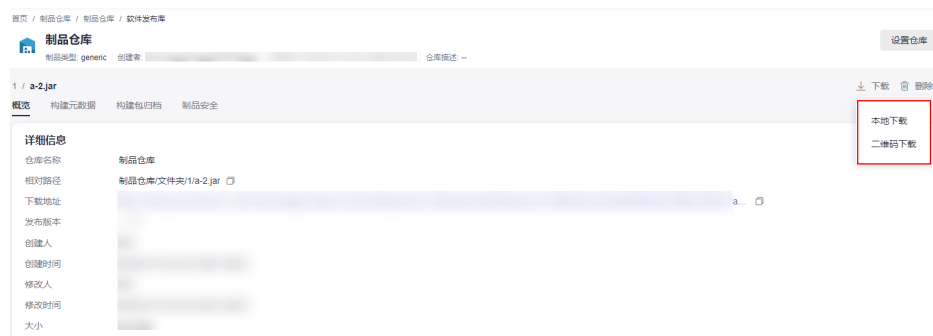 首页 / 制品仓库 / 制品仓库 / 软件发布库
制品仓库
设置仓库
制品类型: generic 创建者: 仓库描述: --
1 / a-2.jar
下载 删除
概览 构建元数据 构建包归档 制品安全
本地下载
二维码下载
详细信息
仓库名称 制品仓库
相对路径 制品仓库/文件夹/1/a-2.jar
下载地址 a...
发布版本
创建人
创建时间
修改人
修改时间
大小